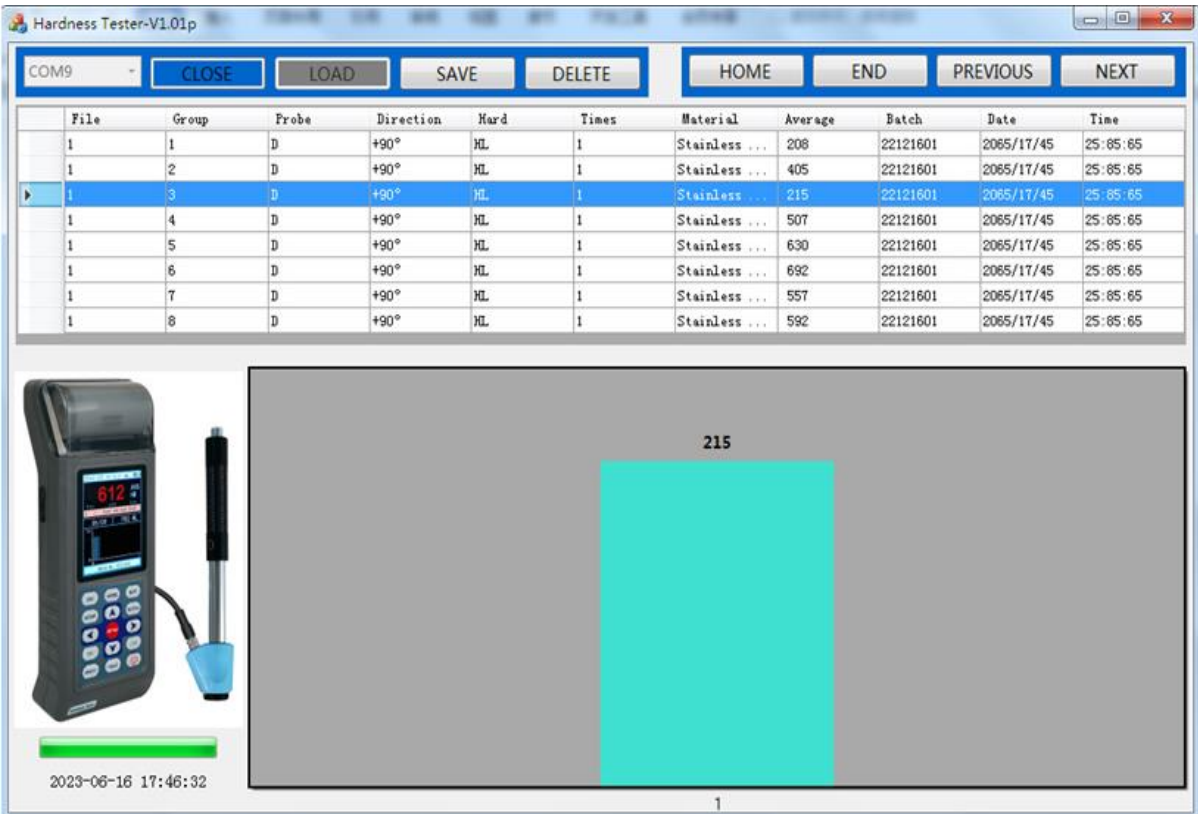 Hardness Tester-V1.01p
COM9 CLOSE LOAD SAVE DELETE HOME END PREVIOUS NEXT
File Group Probe Direction Hard Times Material Average Batch Date Time
1 1 D +90° HL 1 Stainless ... 208 22121601 2065/17/45 25:85:65
1 2 D +90° HL 1 Stainless ... 405 22121601 2065/17/45 25:85:65
1 3 D +90° HL 1 Stainless ... 215 22121601 2065/17/45 25:85:65
1 4 D +90° HL 1 Stainless ... 507 22121601 2065/17/45 25:85:65
1 5 D +90° HL 1 Stainless ... 630 22121601 2065/17/45 25:85:65
1 6 D +90° HL 1 Stainless ... 692 22121601 2065/17/45 25:85:65
1 7 D +90° HL 1 Stainless ... 557 22121601 2065/17/45 25:85:65
1 8 D +90° HL 1 Stainless ... 592 22121601 2065/17/45 25:85:65
215
612
2023-06-16 17:46:32
1